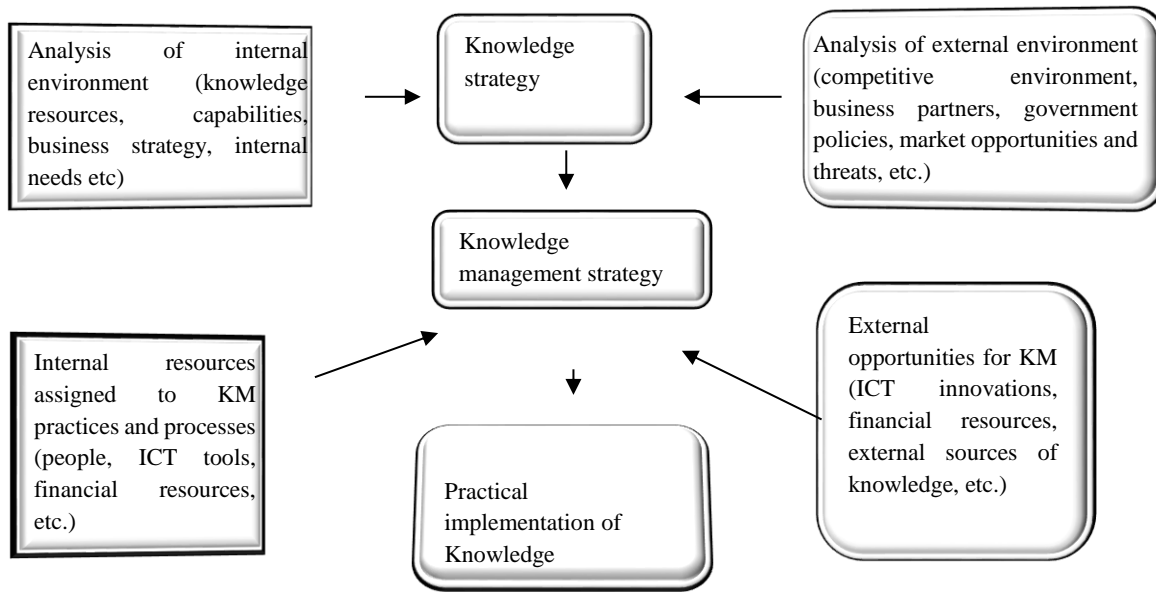 Analysis of internal
environment (knowledge
resources, capabilities,
business strategy, internal
needs etc)
Knowledge
strategy
Analysis of external environment
(competitive environment,
business partners, government
policies, market opportunities and
threats, etc.)
Knowledge
management strategy
Internal resources
assigned to KM
practices and processes
(people, ICT tools,
financial resources,
etc.)
External
opportunities for KM
(ICT innovations,
financial resources,
external sources of
knowledge, etc.)
Practical
implementation of
Knowledge